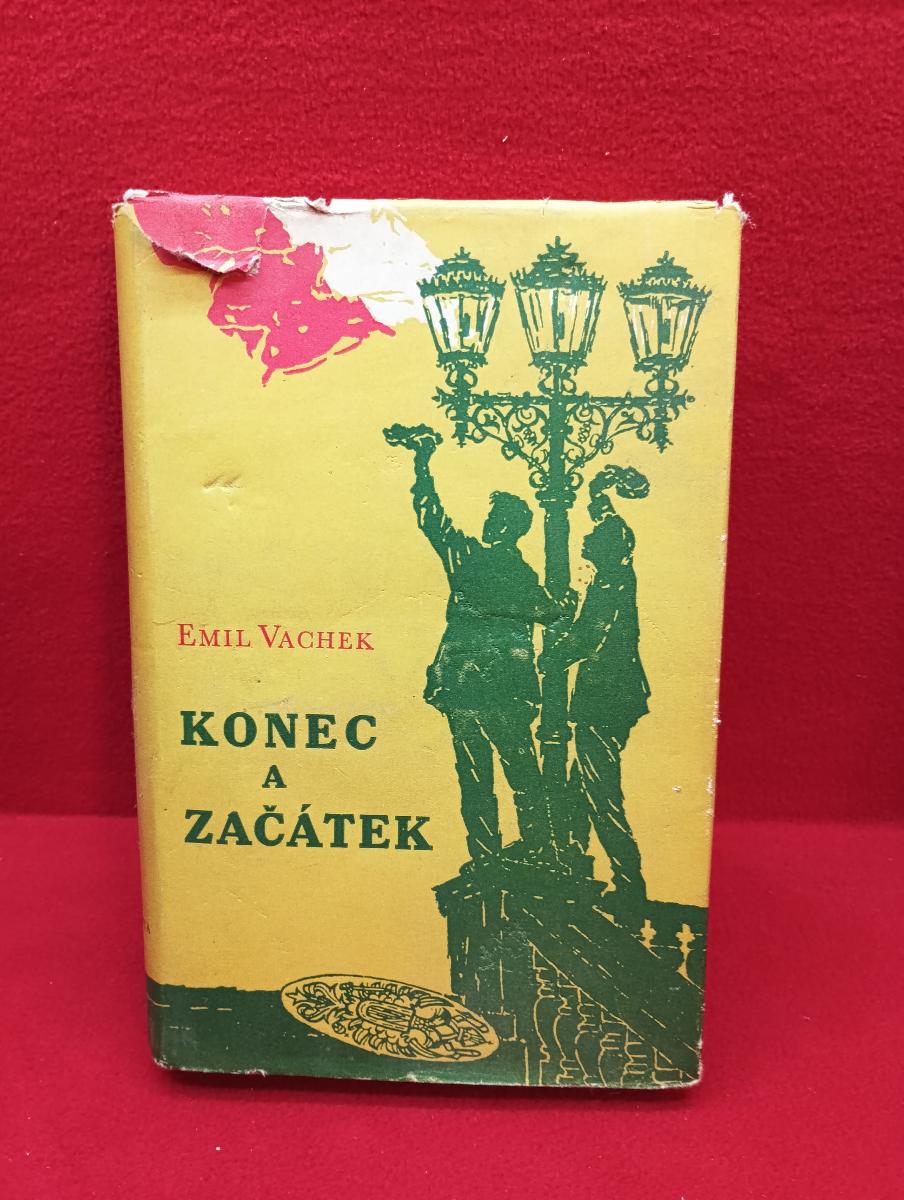 EMIL VACHEK
KONEC
A
ZAČÁTEK